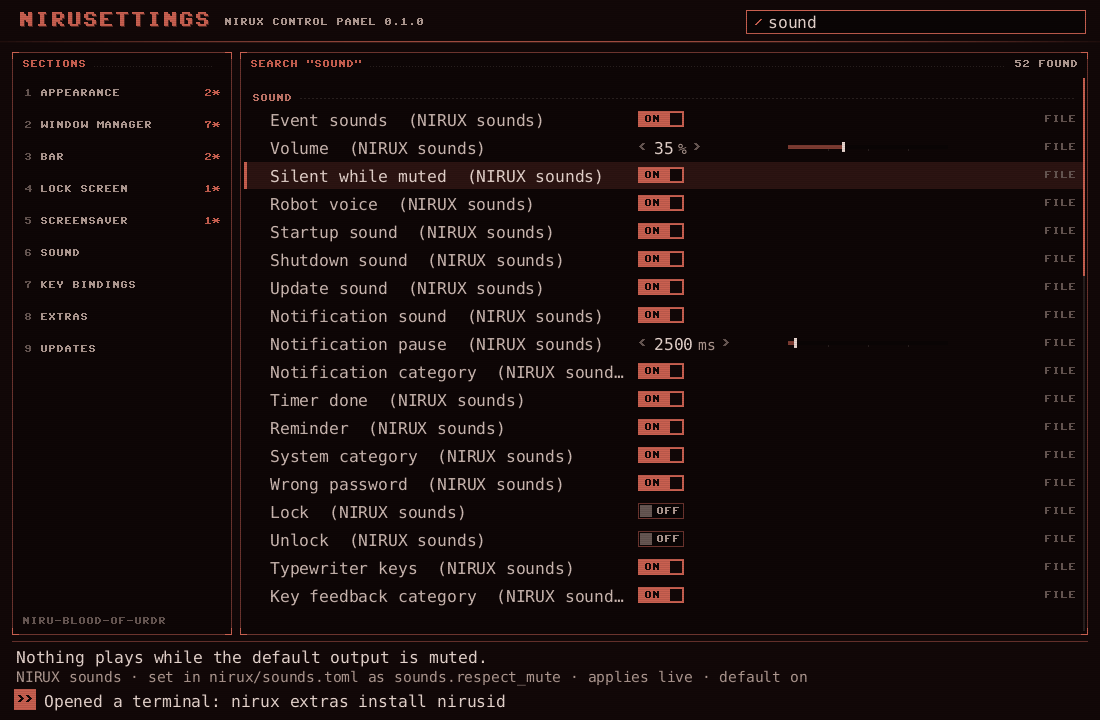 NIRUSETTINGS NIRUX CONTROL PANEL 0.1.0
/ sound
SECTIONS
1 APPEARANCE 2*
2 WINDOW MANAGER 7*
3 BAR 2*
4 LOCK SCREEN 1*
5 SCREENSAVER 1*
6 SOUND
7 KEY BINDINGS
8 EXTRAS
9 UPDATES
NIRU-BLOOD-OF-URDR
SEARCH "SOUND" 52 FOUND
SOUND
Event sounds (NIRUX sounds) ON FILE
Volume (NIRUX sounds) < 35 % > FILE
Silent while muted (NIRUX sounds) ON FILE
Robot voice (NIRUX sounds) ON FILE
Startup sound (NIRUX sounds) ON FILE
Shutdown sound (NIRUX sounds) ON FILE
Update sound (NIRUX sounds) ON FILE
Notification sound (NIRUX sounds) ON FILE
Notification pause (NIRUX sounds) < 2500 ms > FILE
Notification category (NIRUX sound… ON FILE
Timer done (NIRUX sounds) ON FILE
Reminder (NIRUX sounds) ON FILE
System category (NIRUX sounds) ON FILE
Wrong password (NIRUX sounds) ON FILE
Lock (NIRUX sounds) OFF FILE
Unlock (NIRUX sounds) OFF FILE
Typewriter keys (NIRUX sounds) ON FILE
Key feedback category (NIRUX sound… ON FILE
Nothing plays while the default output is muted.
NIRUX sounds · set in nirux/sounds.toml as sounds.respect_mute · applies live · default on
>> Opened a terminal: nirux extras install nirusid